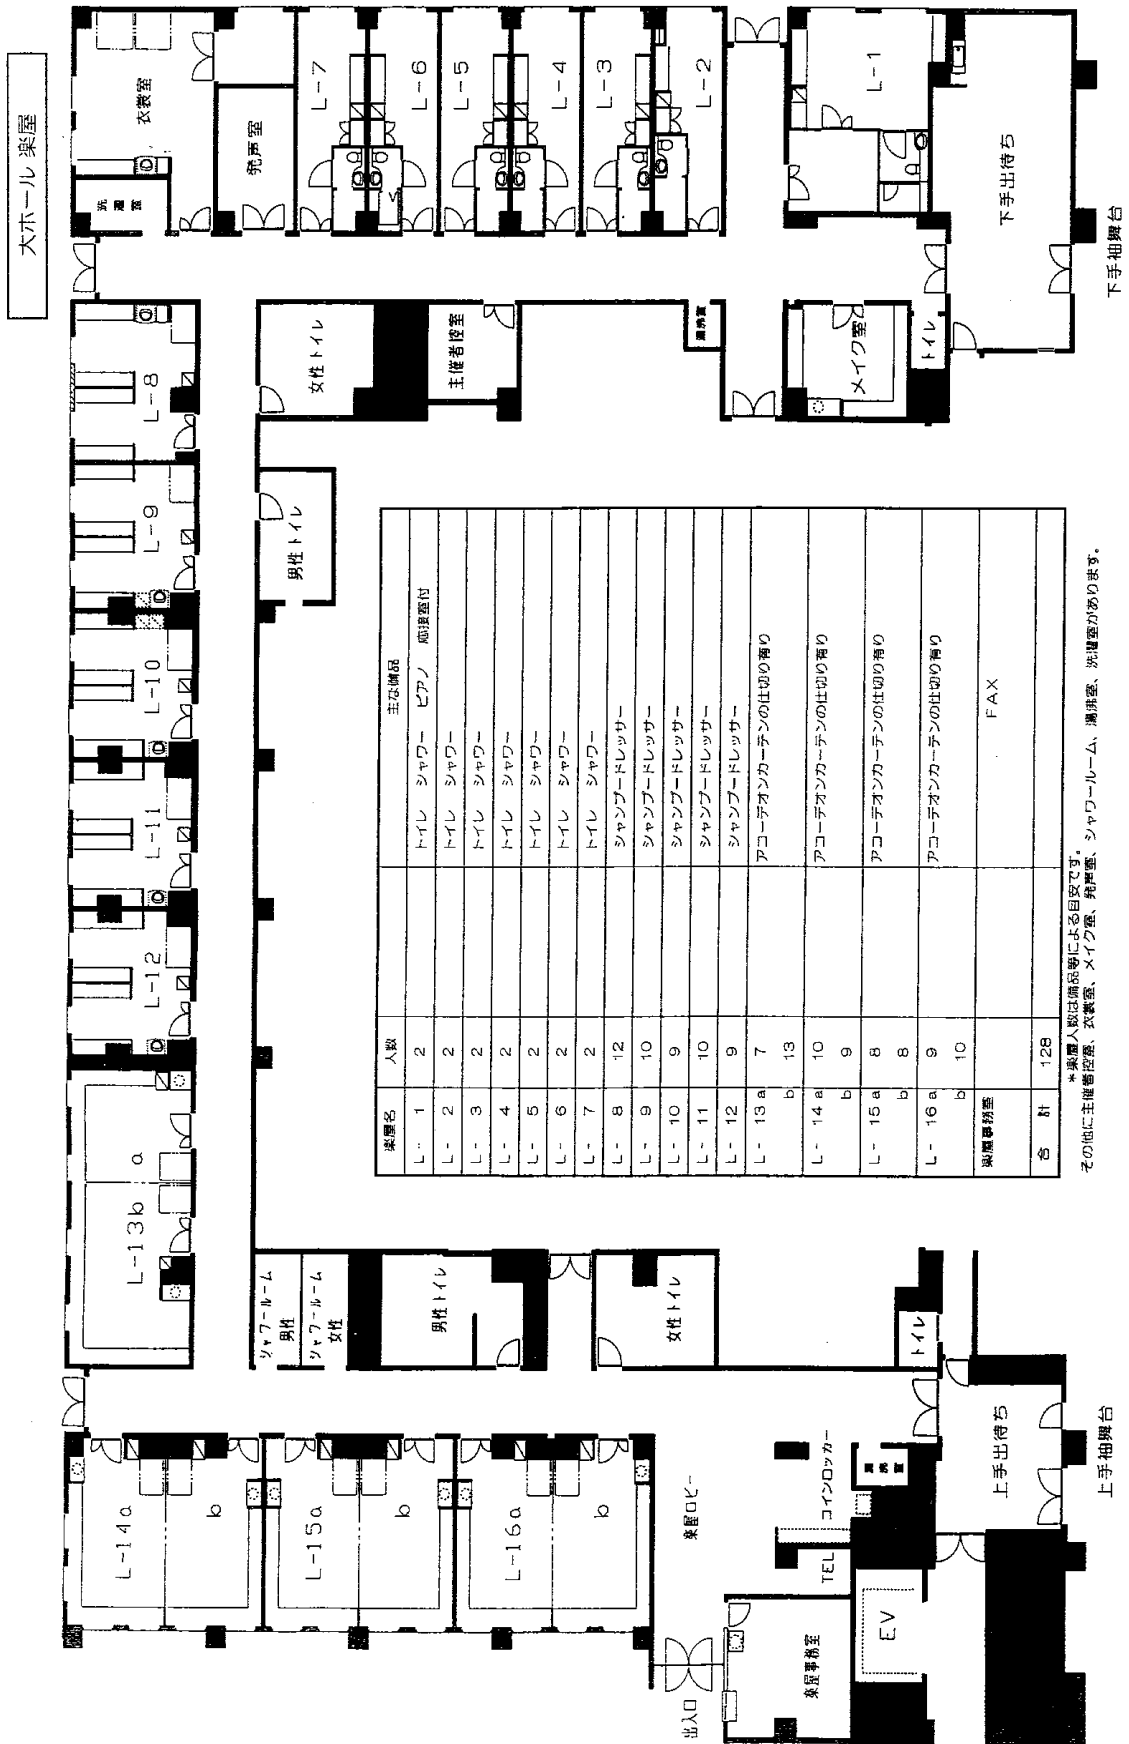 大ホール 楽屋
L-14a
b
L-15a
b
L-16a
b
L-13b
a
L-12
L-11
L-10
L-9
L-8
洗濯室
衣裳室
発声室
L-7
L-6
L-5
L-4
L-3
L-2
L-1
シャワールーム
男性
シャワールーム
女性
男性トイレ
女性トイレ
男性トイレ
女性トイレ
主催者控室
湯沸室
メイク室
トイレ
下手出待ち
下手袖舞台
出入口
楽屋事務室
楽屋ロビー
TEL
コインロッカー
湯沸室
EV
トイレ
上手出待ち
上手袖舞台
楽屋名 人数 主な備品
L- 1 2 トイレ シャワー ピアノ 応接室付
L- 2 2 トイレ シャワー
L- 3 2 トイレ シャワー
L- 4 2 トイレ シャワー
L- 5 2 トイレ シャワー
L- 6 2 トイレ シャワー
L- 7 2 トイレ シャワー
L- 8 12 シャンプードレッサー
L- 9 10 シャンプードレッサー
L- 10 9 シャンプードレッサー
L- 11 10 シャンプードレッサー
L- 12 9 シャンプードレッサー
L- 13 a 7 アコーデオンカーテンの仕切り有り
b 13
L- 14 a 10 アコーデオンカーテンの仕切り有り
b 9
L- 15 a 8 アコーデオンカーテンの仕切り有り
b 8
L- 16 a 9 アコーデオンカーテンの仕切り有り
b 10
楽屋事務室 FAX
合 計 128
*楽屋人数は備品等による目安です。
その他に主催者控室、衣裳室、メイク室、発声室、シャワールーム、湯沸室、洗濯室があります。